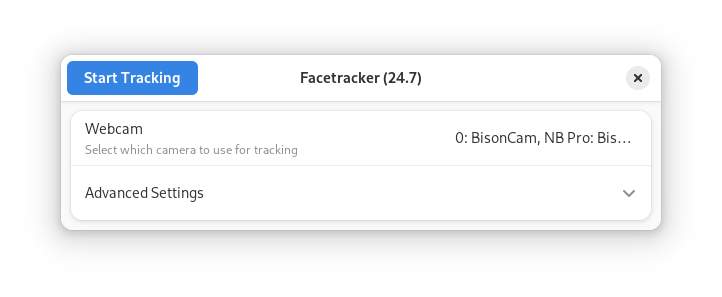 Start Tracking
Facetracker (24.7)
Webcam
Select which camera to use for tracking
0: BisonCam, NB Pro: Bis…
Advanced Settings